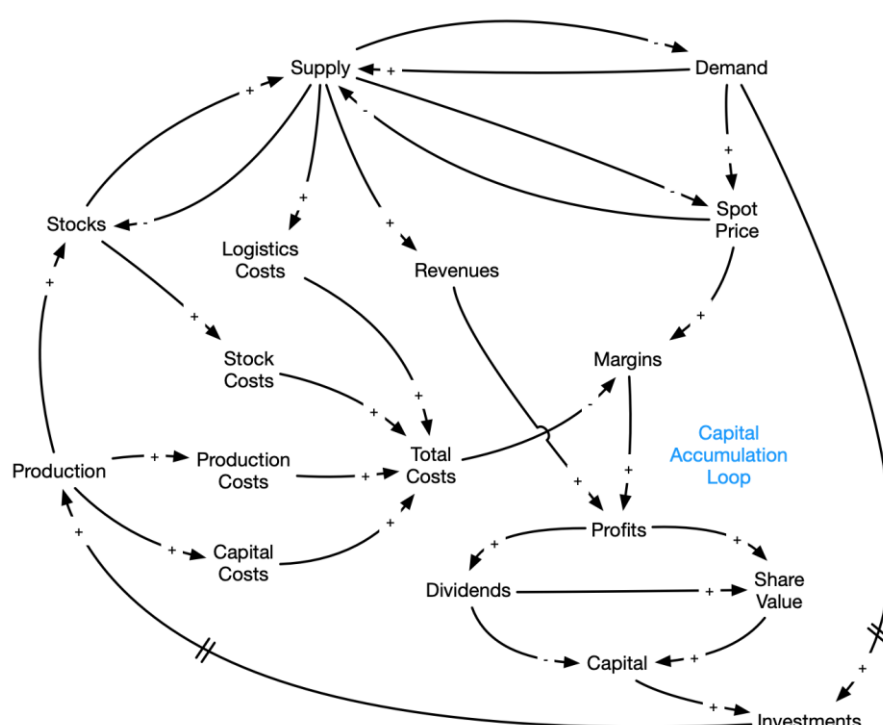 -
Supply
+
Demand
+
-
+
-
-
Stocks
-
+
Spot
Price
Logistics
Costs
+
Revenues
+
+
+
Stock
Costs
Margins
+
+
-
Capital
Accumulation
Loop
Production
+
Production
Costs
+
Total
Costs
+
+
+
+
+
Capital
Costs
+
Profits
+
+
Dividends
+
Share
Value
-
Capital
+
+
+
Investments